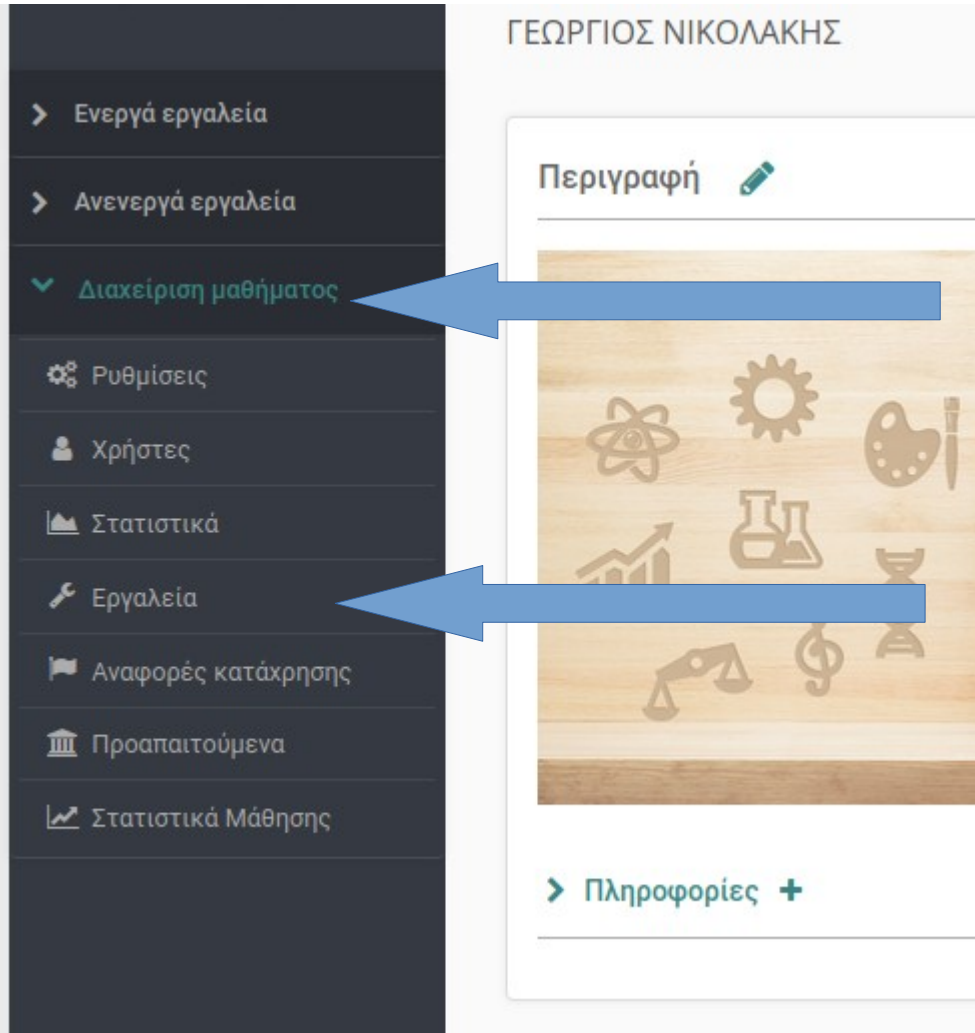 ΓΕΩΡΓΙΟΣ ΝΙΚΟΛΑΚΗΣ
Ενεργά εργαλεία
Ανενεργά εργαλεία
Διαχείριση μαθήματος
Ρυθμίσεις
Χρήστες
Στατιστικά
Εργαλεία
Αναφορές κατάχρησης
Προαπαιτούμενα
Στατιστικά Μάθησης
Περιγραφή
Πληροφορίες